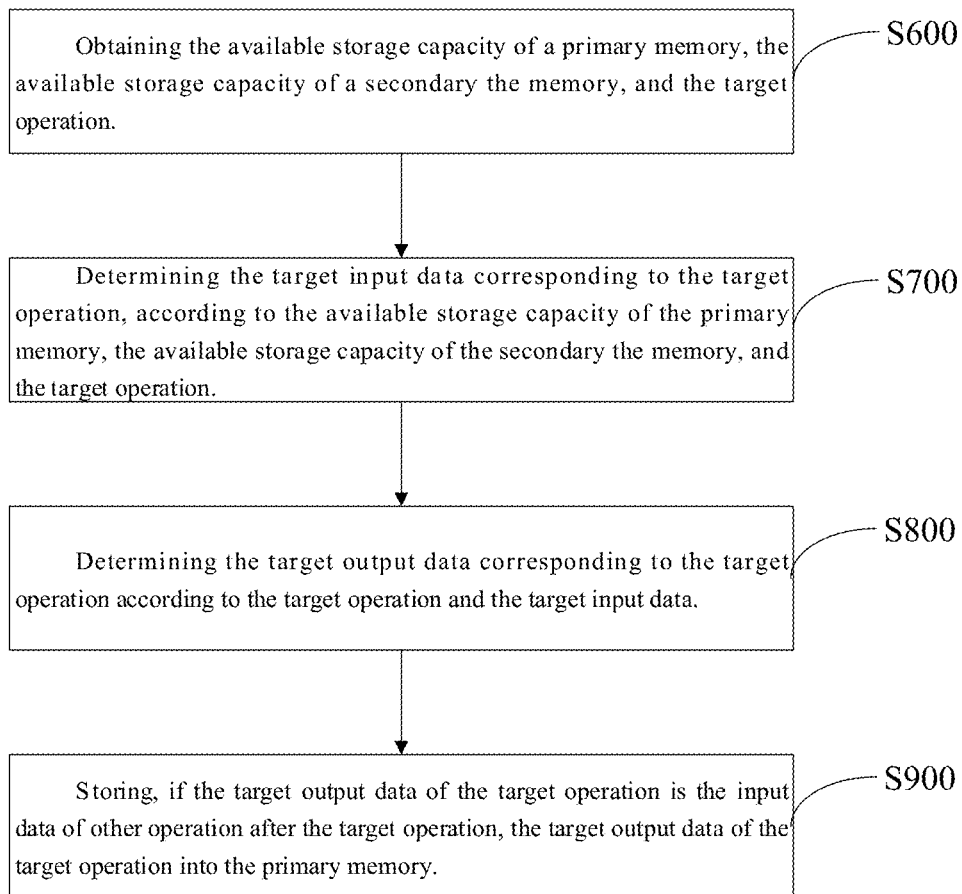 Obtaining the available storage capacity of a primary memory, the
available storage capacity of a secondary the memory, and the target
operation.
S600
Determining the target input data corresponding to the target
operation, according to the available storage capacity of the primary
memory, the available storage capacity of the secondary the memory, and
the target operation.
S700
Determining the target output data corresponding to the target
operation according to the target operation and the target input data.
S800
Storing, if the target output data of the target operation is the input
data of other operation after the target operation, the target output data of the
target operation into the primary memory.
S900